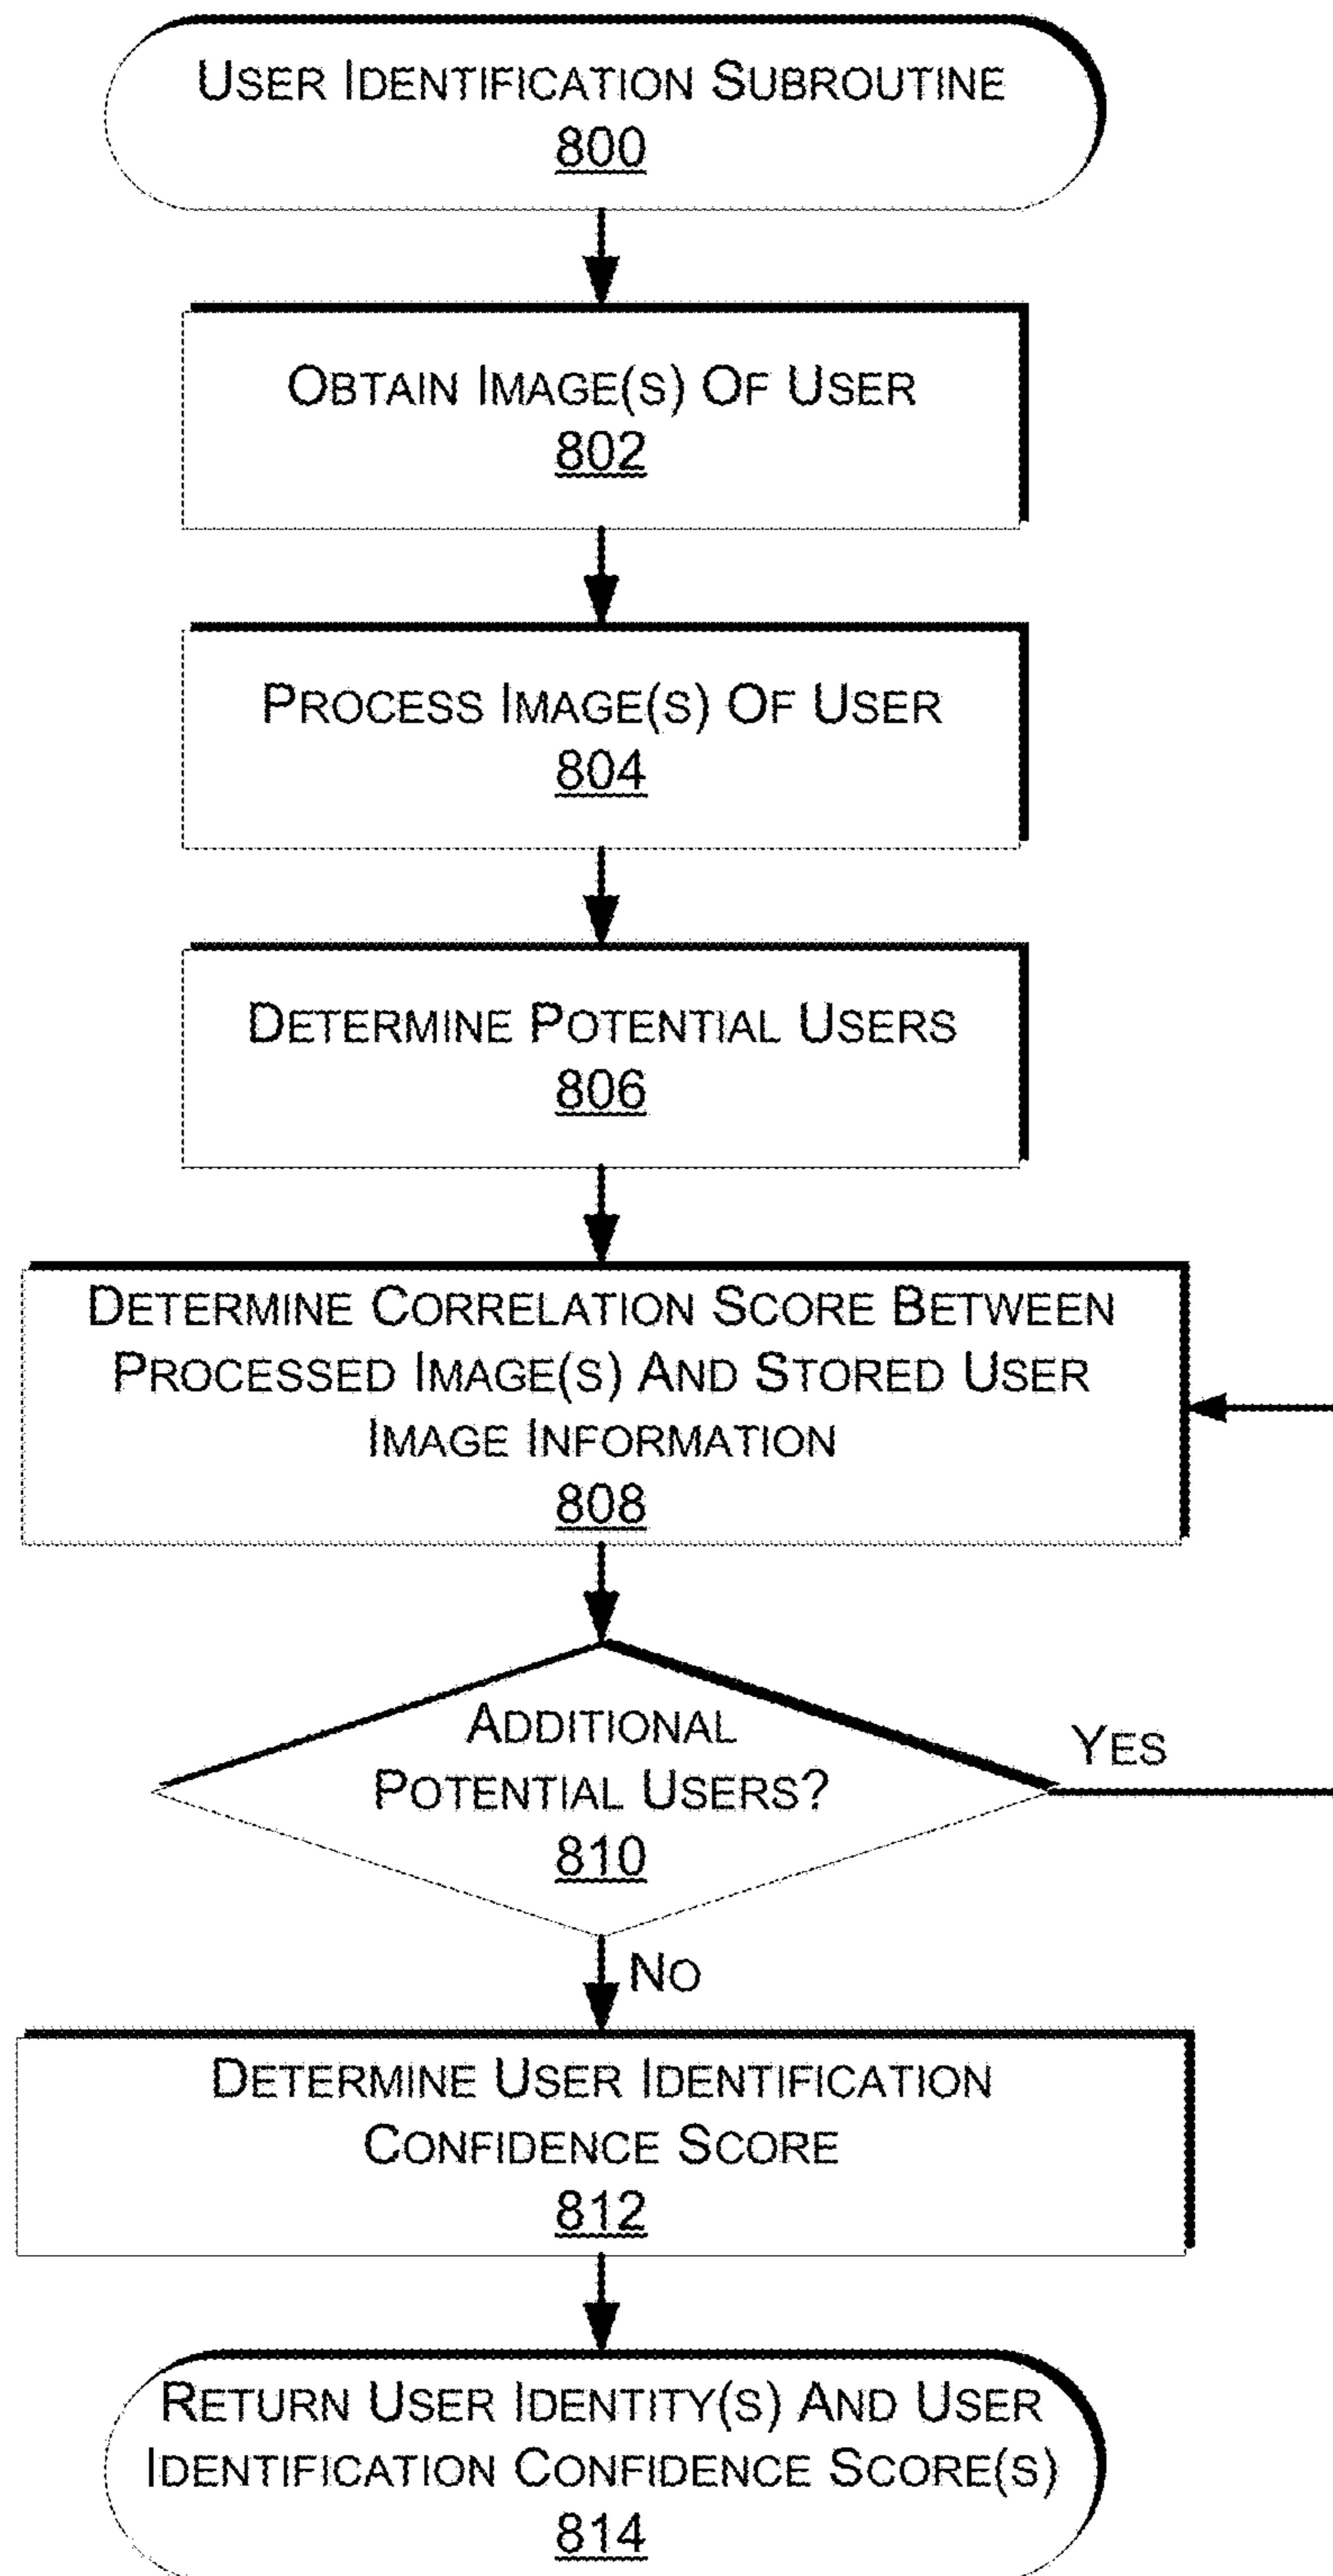 USER IDENTIFICATION SUBROUTINE
800
OBTAIN IMAGE(S) OF USER
802
PROCESS IMAGE(S) OF USER
804
DETERMINE POTENTIAL USERS
806
DETERMINE CORRELATION SCORE BETWEEN
PROCESSED IMAGE(S) AND STORED USER
IMAGE INFORMATION
808
ADDITIONAL
POTENTIAL USERS?
810
YES
NO
DETERMINE USER IDENTIFICATION
CONFIDENCE SCORE
812
RETURN USER IDENTITY(S) AND USER
IDENTIFICATION CONFIDENCE SCORE(S)
814